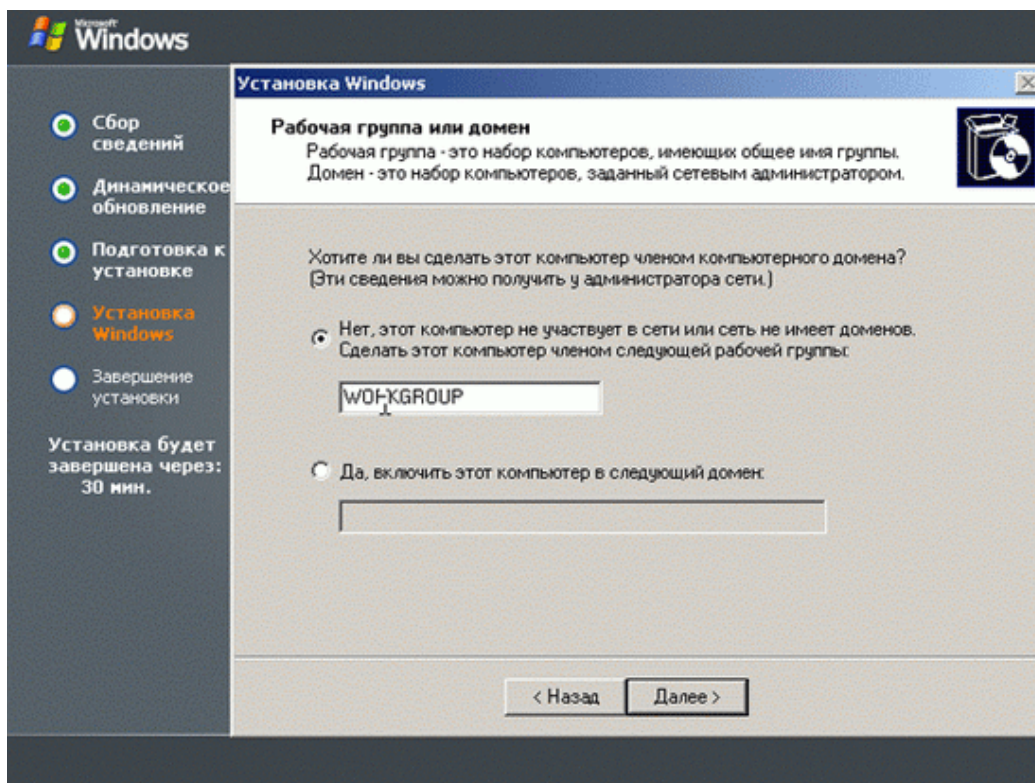 Microsoft
Windows
Установка Windows
Сбор
сведений
Динамическое
обновление
Подготовка к
установке
Установка
Windows
Завершение
установки
Установка будет
завершена через:
30 мин.
Рабочая группа или домен
Рабочая группа - это набор компьютеров, имеющих общее имя группы.
Домен - это набор компьютеров, заданный сетевым администратором.
Хотите ли вы сделать этот компьютер членом компьютерного домена?
(Эти сведения можно получить у администратора сети.)
Нет, этот компьютер не участвует в сети или сеть не имеет доменов.
Сделать этот компьютер членом следующей рабочей группы:
WORKGROUP
Да, включить этот компьютер в следующий домен:
< Назад
Далее >